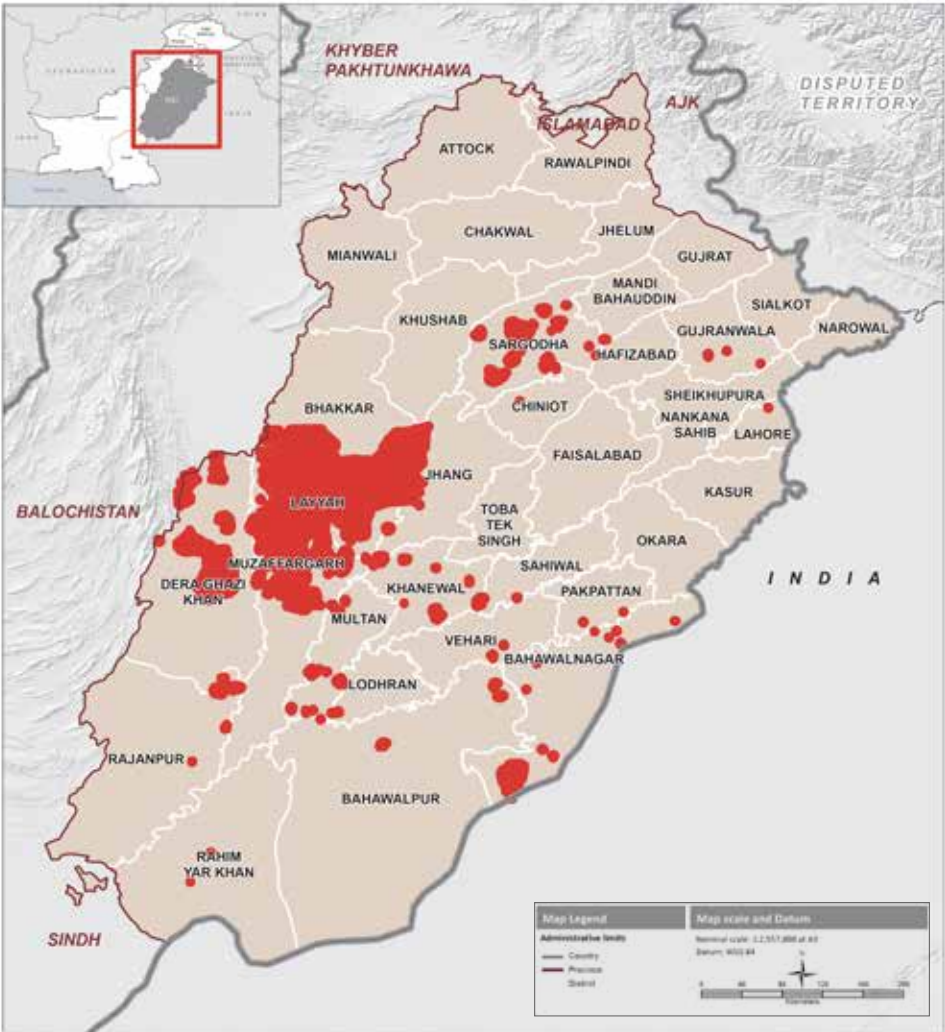 KHYBER
PAKHTUNKHAWA
DISPUTED
TERRITORY
AJK
ISLAMABAD
ATTOCK
RAWALPINDI
CHAKWAL
JHELUM
MIANWALI
GUJRAT
MANDI
BAHAUDDIN
SIALKOT
KHUSHAB
GUJRANWALA
NAROWAL
SARGODHA
HAFIZABAD
SHEIKHUPURA
BHAKKAR
CHINIOT
NANKANA
SAHIB
LAHORE
FAISALABAD
JHANG
KASUR
LAYYAH
BALOCHISTAN
TOBA
TEK
SINGH
OKARA
MUZAFFARGARH
SAHIWAL
INDIA
DERA GHAZI
KHAN
KHANEWAL
PAKPATTAN
MULTAN
VEHARI
BAHAWALNAGAR
LODHRAN
RAJANPUR
BAHAWALPUR
RAHIM
YAR KHAN
SINDH
Map Legend
Administrative limits
Country
Province
District
Map scale and Datum
Kilometers